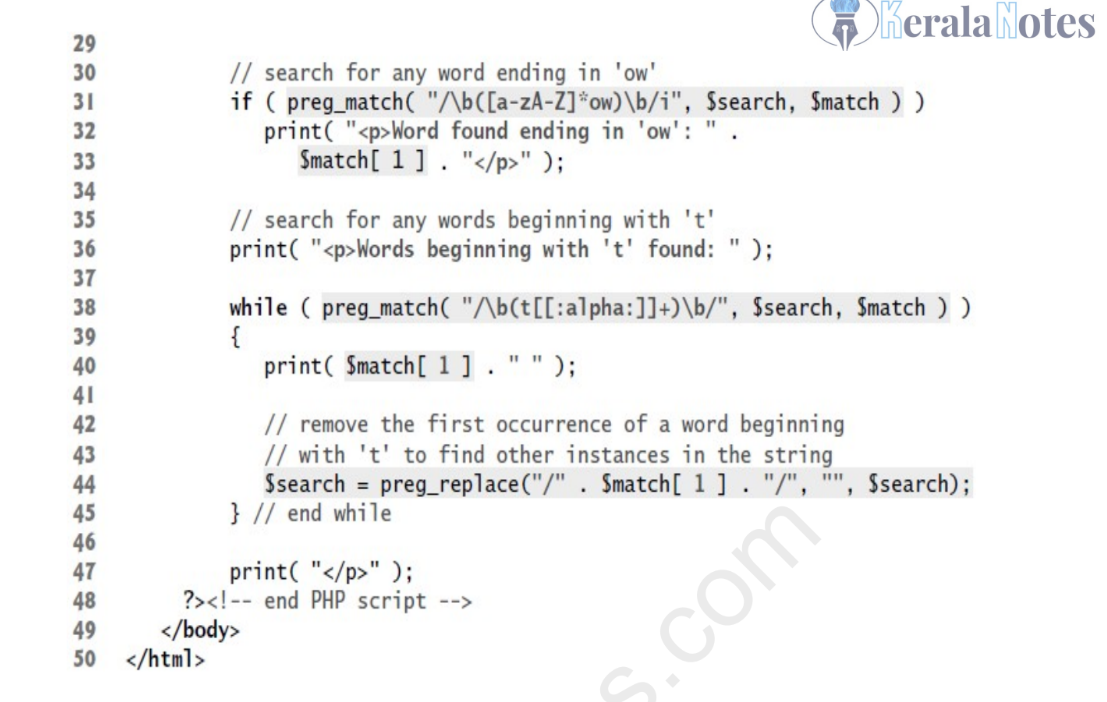 KeralaNotes
29
30 // search for any word ending in 'ow'
31 if ( preg_match( "/\b([a-zA-Z]*ow)\b/i", $search, $match ) )
32 print( "<p>Word found ending in 'ow': " .
33 $match[ 1 ] . "</p>" );
34
35 // search for any words beginning with 't'
36 print( "<p>Words beginning with 't' found: " );
37
38 while ( preg_match( "/\b(t[[:alpha:]]+)\b/", $search, $match ) )
39 {
40 print( $match[ 1 ] . " " );
41
42 // remove the first occurrence of a word beginning
43 // with 't' to find other instances in the string
44 $search = preg_replace("/" . $match[ 1 ] . "/", "", $search);
45 } // end while
46
47 print( "</p>" );
48 ?><!-- end PHP script -->
49 </body>
50 </html>
s.com